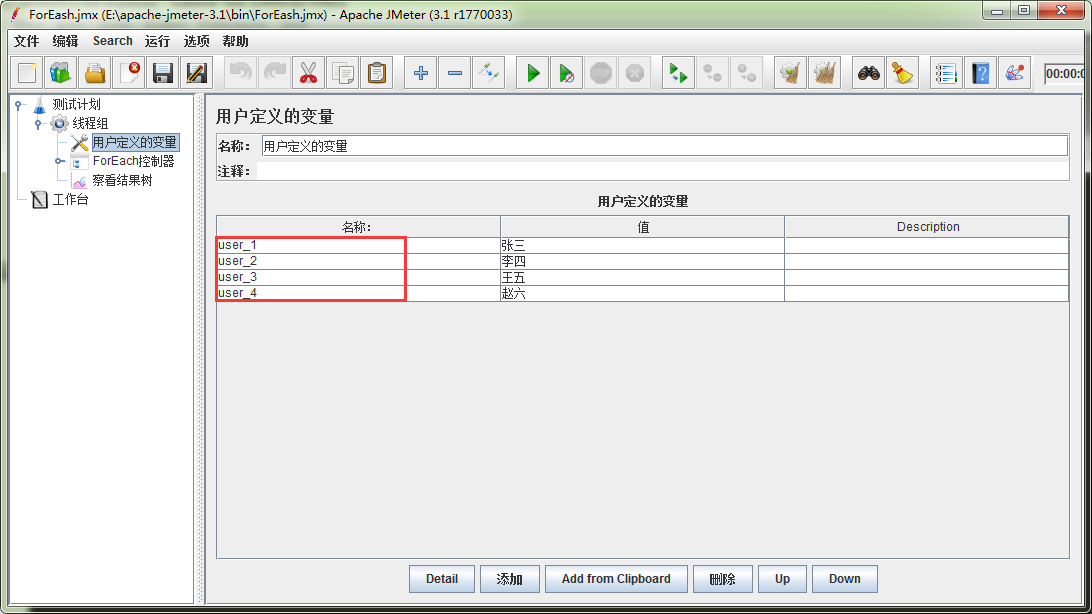 ForEash.jmx (E:\apache-jmeter-3.1\bin\ForEash.jmx) - Apache JMeter (3.1 r1770033)
文件 编辑 Search 运行 选项 帮助
STOP
00:00:0
测试计划
线程组
用户定义的变量
ForEach控制器
察看结果树
工作台
用户定义的变量
名称: 用户定义的变量
注释:
用户定义的变量
名称: 值 Description
user_1 张三
user_2 李四
user_3 王五
user_4 赵六
Detail 添加 Add from Clipboard 删除 Up Down